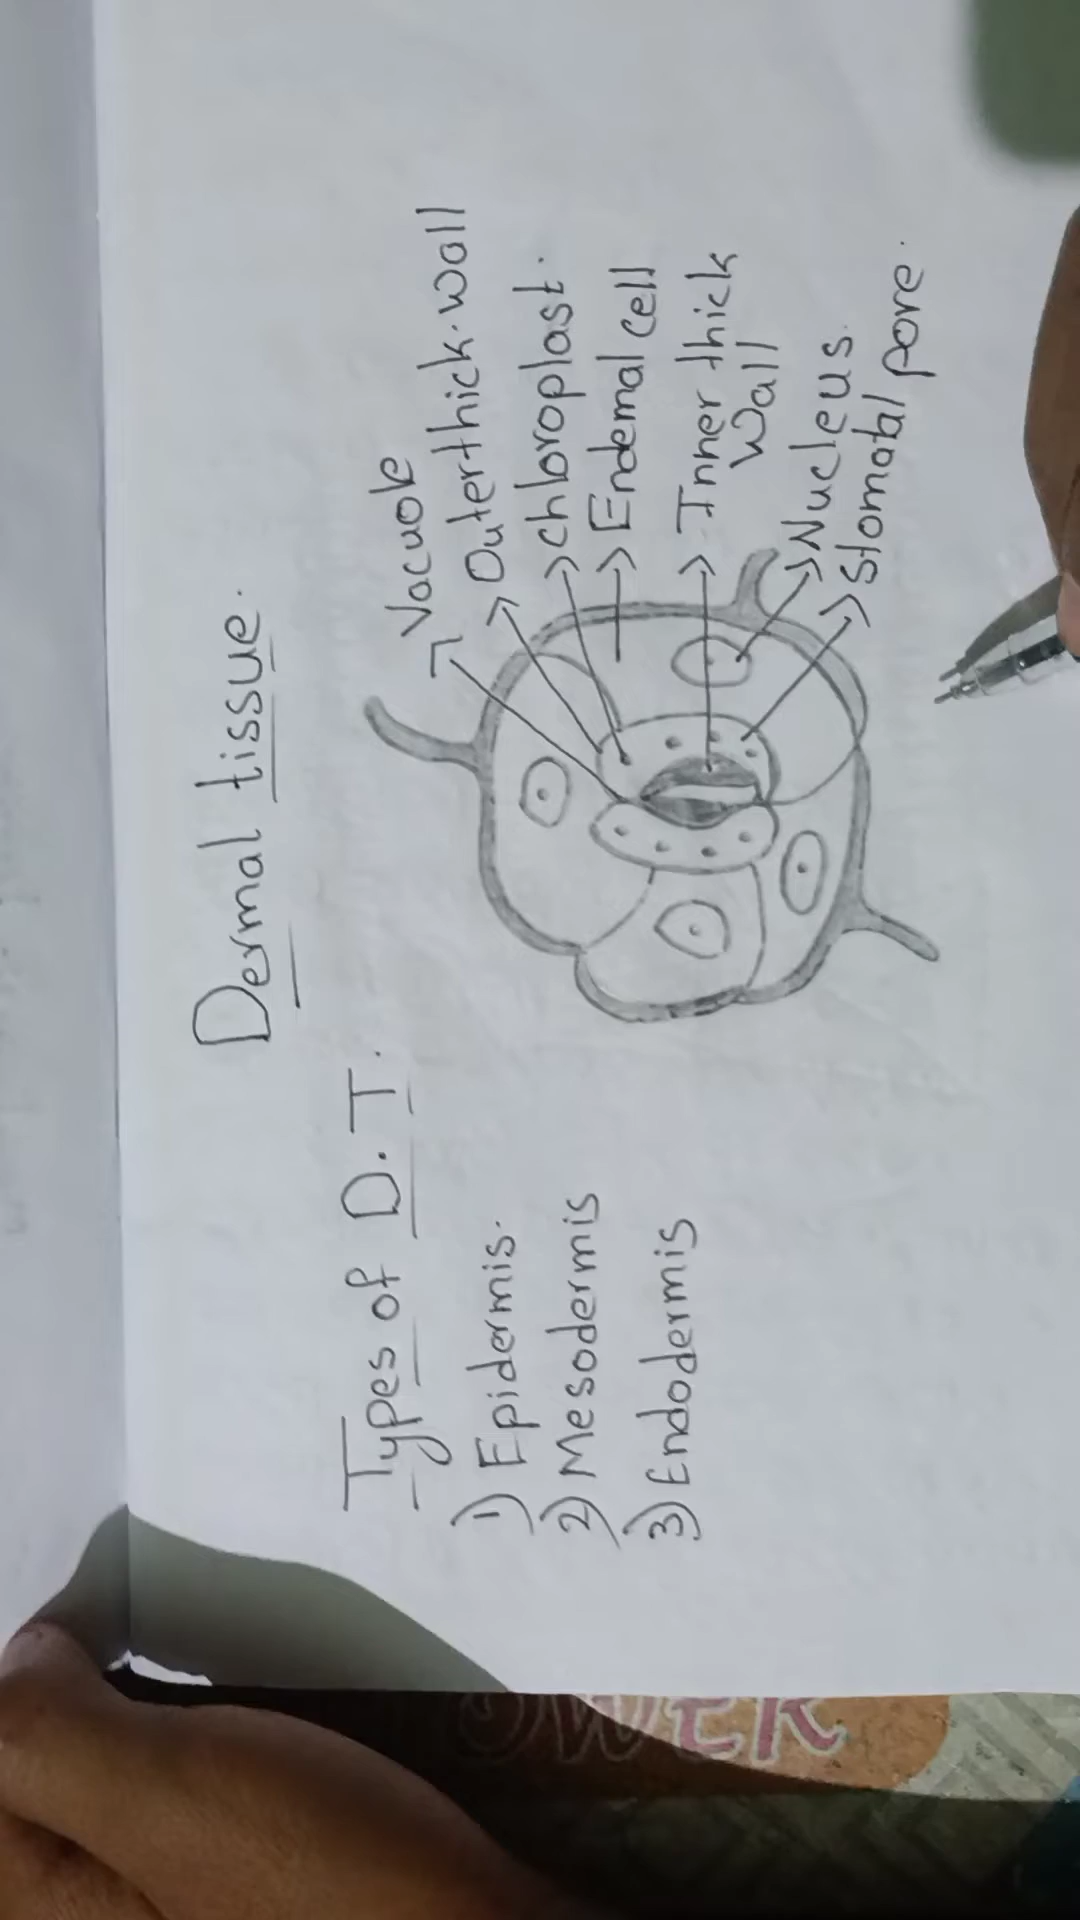 Dermal tissue.
Types of D. T.
1) Epidermis.
2) Mesodermis
3) Endodermis
Vacuole
Outerthick wall
chloroplast.
Endemal cell
Inner thick
wall
Nucleus.
Stomatal pore.
OWER